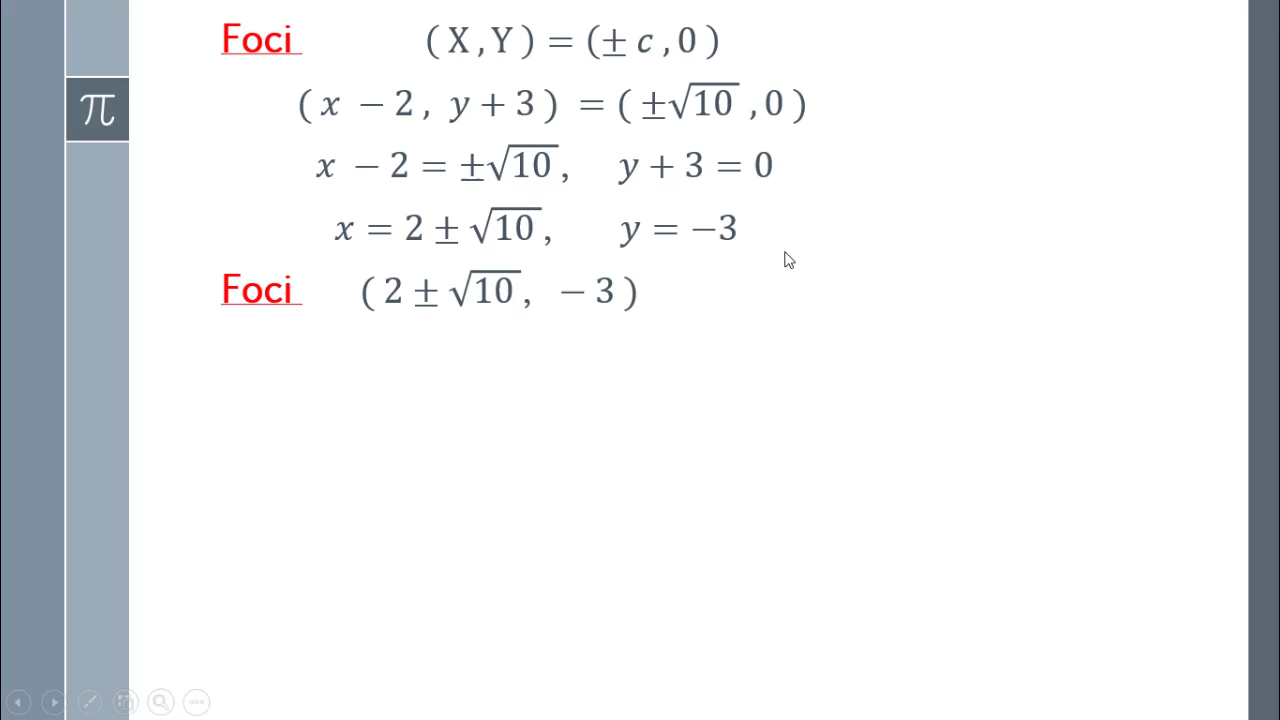 Foci ( X , Y ) = ( ± c , 0 )
π
( x − 2 , y + 3 ) = ( ±√10 , 0 )
x − 2 = ±√10 , y + 3 = 0
x = 2 ± √10 , y = −3
Foci ( 2 ± √10 , − 3 )